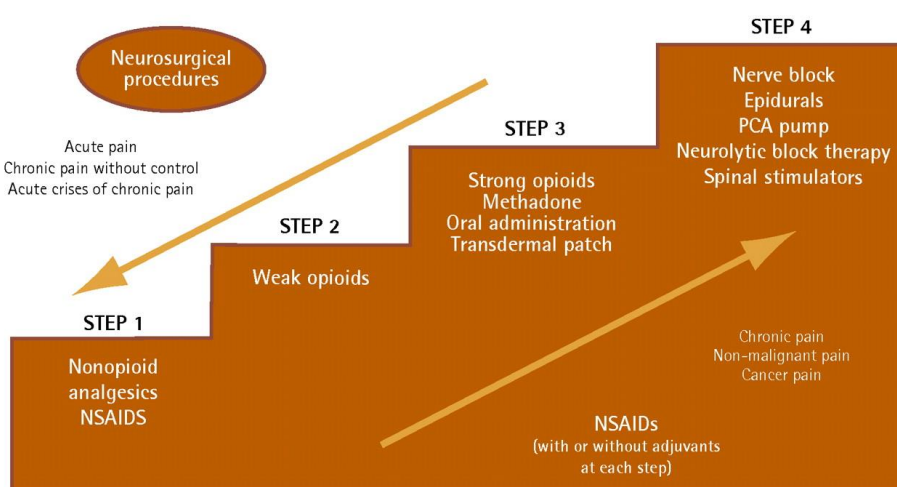 STEP 4
Neurosurgical
procedures
Nerve block
Epidurals
PCA pump
Neurolytic block therapy
Spinal stimulators
STEP 3
Acute pain
Chronic pain without control
Acute crises of chronic pain
Strong opioids
Methadone
Oral administration
Transdermal patch
STEP 2
Weak opioids
STEP 1
Nonopioid
analgesics
NSAIDS
Chronic pain
Non-malignant pain
Cancer pain
NSAIDs
(with or without adjuvants
at each step)